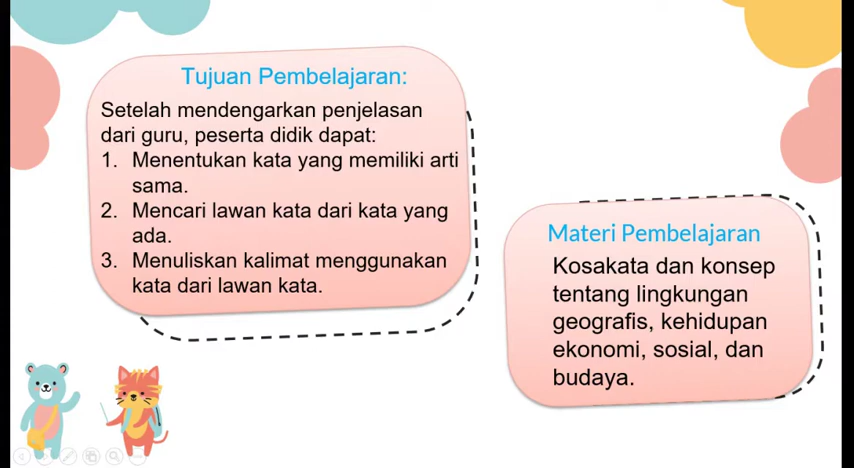 Tujuan Pembelajaran:
Setelah mendengarkan penjelasan
dari guru, peserta didik dapat:
1. Menentukan kata yang memiliki arti
sama.
2. Mencari lawan kata dari kata yang
ada.
3. Menuliskan kalimat menggunakan
kata dari lawan kata.
Materi Pembelajaran
Kosakata dan konsep
tentang lingkungan
geografis, kehidupan
ekonomi, sosial, dan
budaya.